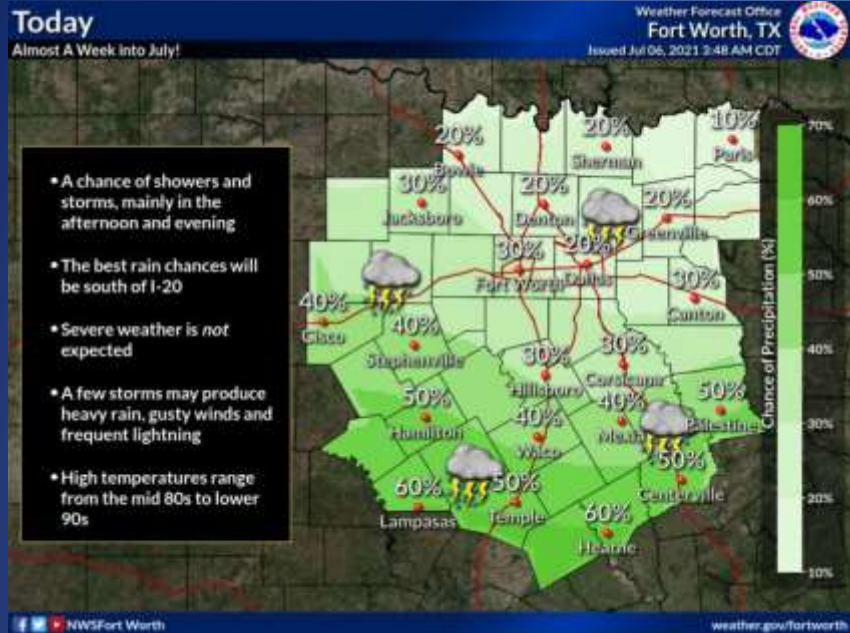 Today
Almost A Week into July!
Weather Forecast Office
Fort Worth, TX
Issued Jul 06, 2021 3:48 AM CDT
• A chance of showers and
storms, mainly in the
afternoon and evening
• The best rain chances will
be south of I-20
• Severe weather is not
expected
• A few storms may produce
heavy rain, gusty winds and
frequent lightning
• High temperatures range
from the mid 80s to lower
90s
20%
Bowie
20%
Sherman
10%
Paris
30%
Jacksboro
20%
Denton
20%
Greenville
30%
Fort Worth
20%
Dallas
30%
Canton
40%
Cisco
40%
Stephenville
30%
Hillsboro
30%
Corsicana
50%
Hamilton
40%
Waco
40%
Mexia
50%
Palestine
60%
Lampasas
50%
Temple
50%
Centerville
60%
Hearne
Chance of Precipitation (%)
70%
60%
50%
40%
30%
20%
10%
NWSFort Worth
weather.gov/fortworth